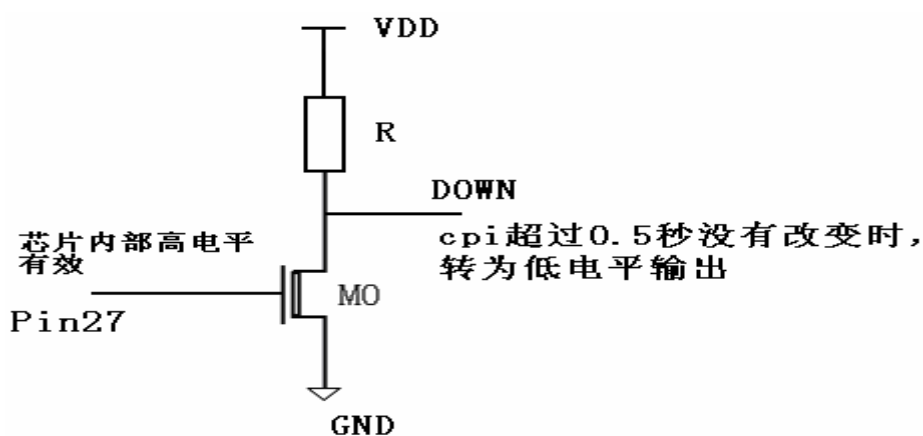 VDD
R
DOWN
芯片内部高电平
有效
cpi超过0.5秒没有改变时,
转为低电平输出
MO
Pin27
GND